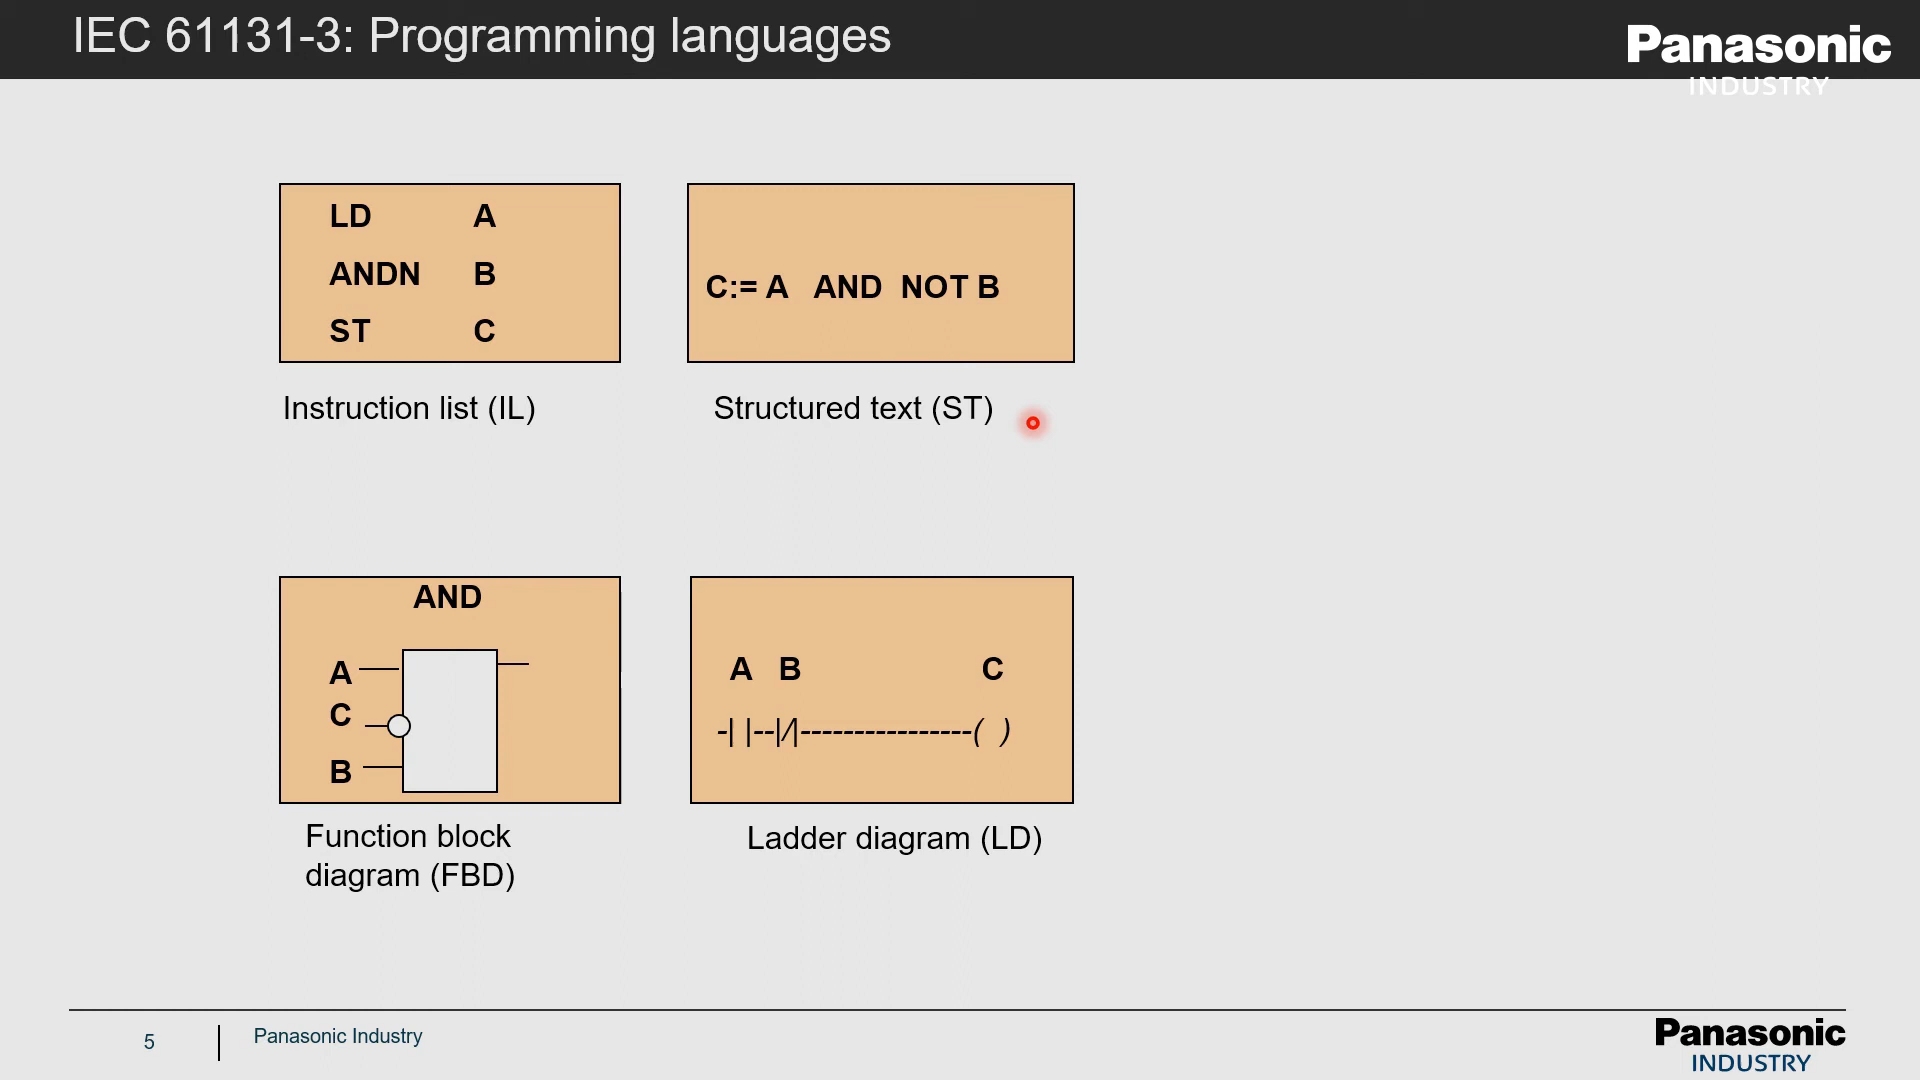 IEC 61131-3: Programming languages
Panasonic
INDUSTRY
LD A
ANDN B
ST C
C:= A AND NOT B
Instruction list (IL)
Structured text (ST)
AND
A
C
B
A B C
-| |--|/|----------------( )
Function block
diagram (FBD)
Ladder diagram (LD)
5
Panasonic Industry
Panasonic
INDUSTRY